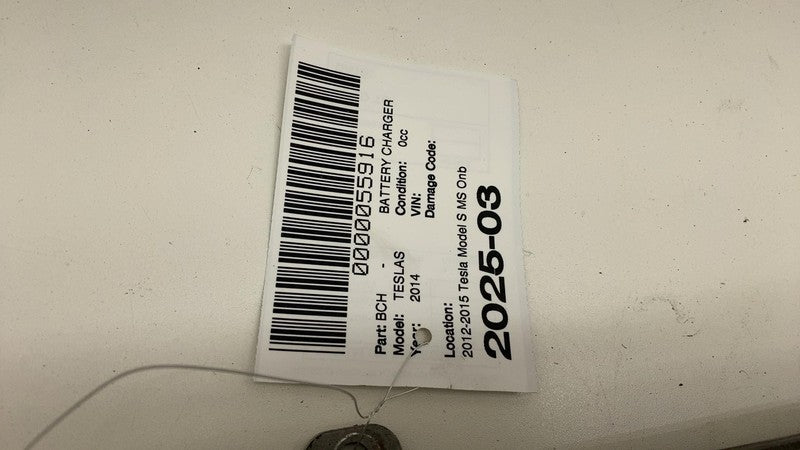 0000055916
Part: BCH - BATTERY CHARGER
Model: TESLAS Condition: 0cc
Year: 2014 VIN:
Damage Code:
Location:
2012-2015 Tesla Model S MS Onb
2025-03